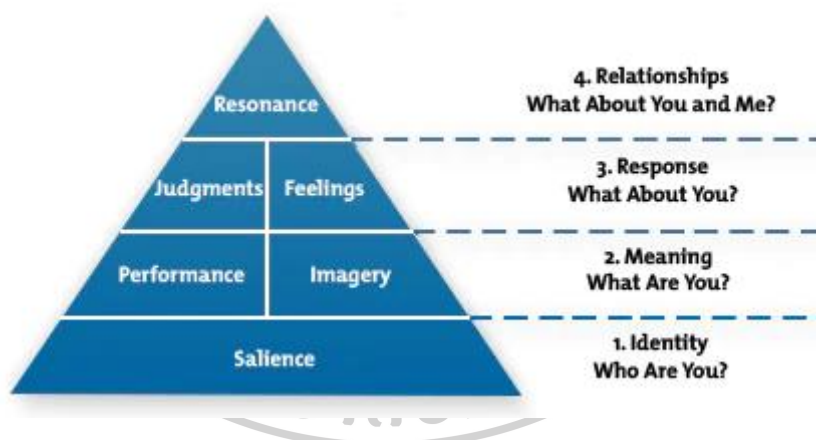 Resonance
4. Relationships
What About You and Me?
Judgments Feelings
3. Response
What About You?
Performance Imagery
2. Meaning
What Are You?
Salience
1. Identity
Who Are You?